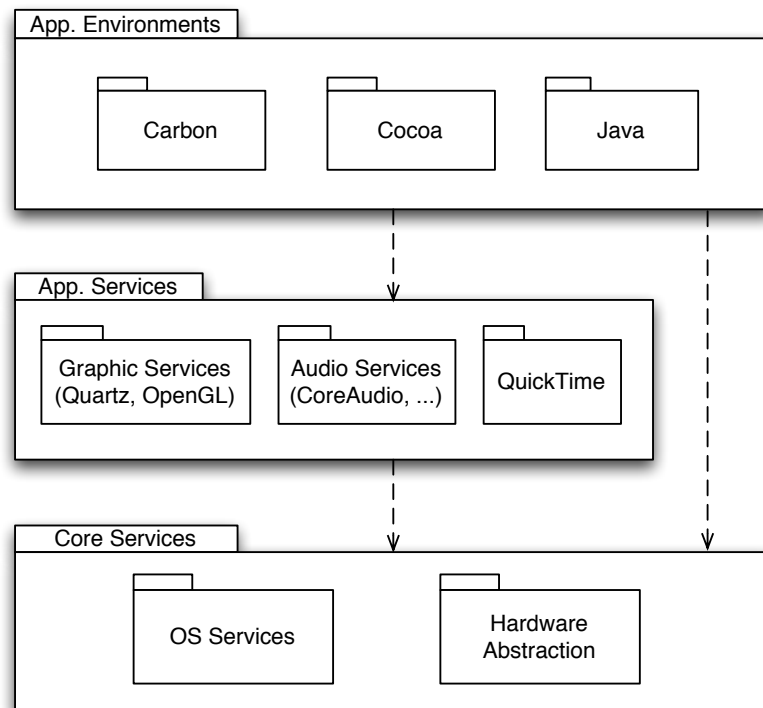 App. Environments
Carbon
Cocoa
Java
App. Services
Graphic Services
(Quartz, OpenGL)
Audio Services
(CoreAudio, ...)
QuickTime
Core Services
OS Services
Hardware
Abstraction